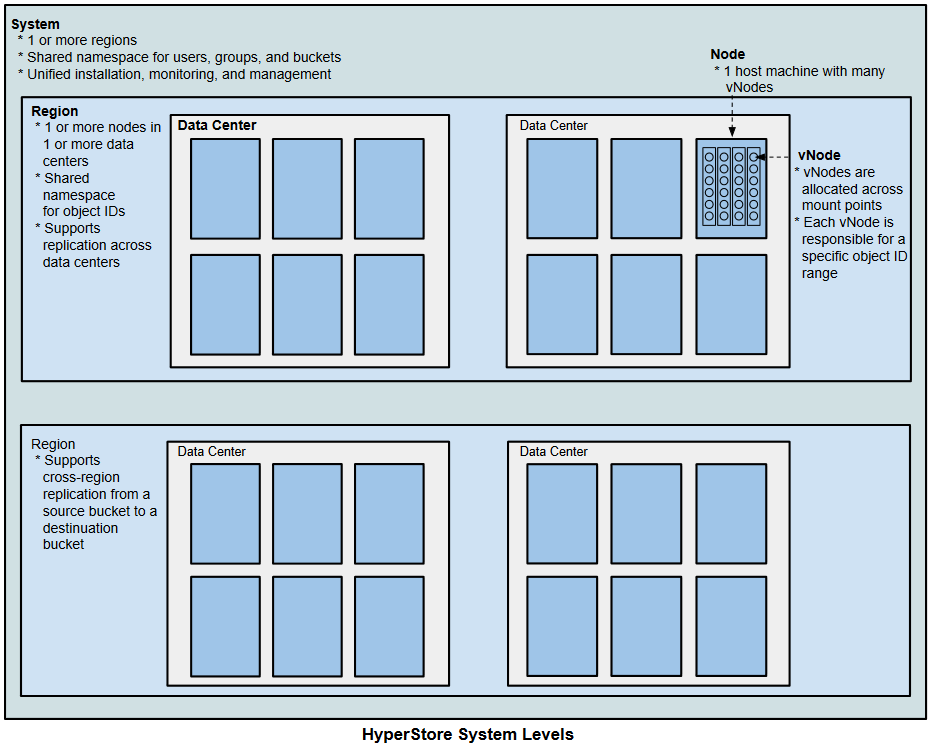 System
* 1 or more regions
* Shared namespace for users, groups, and buckets
* Unified installation, monitoring, and management
Node
* 1 host machine with many
vNodes
Region
* 1 or more nodes in
1 or more data
centers
* Shared
namespace
for object IDs
* Supports
replication across
data centers
Data Center
Data Center
vNode
* vNodes are
allocated across
mount points
* Each vNode is
responsible for a
specific object ID
range
Region
* Supports
cross-region
replication from a
source bucket to a
destinuation
bucket
Data Center
Data Center
HyperStore System Levels